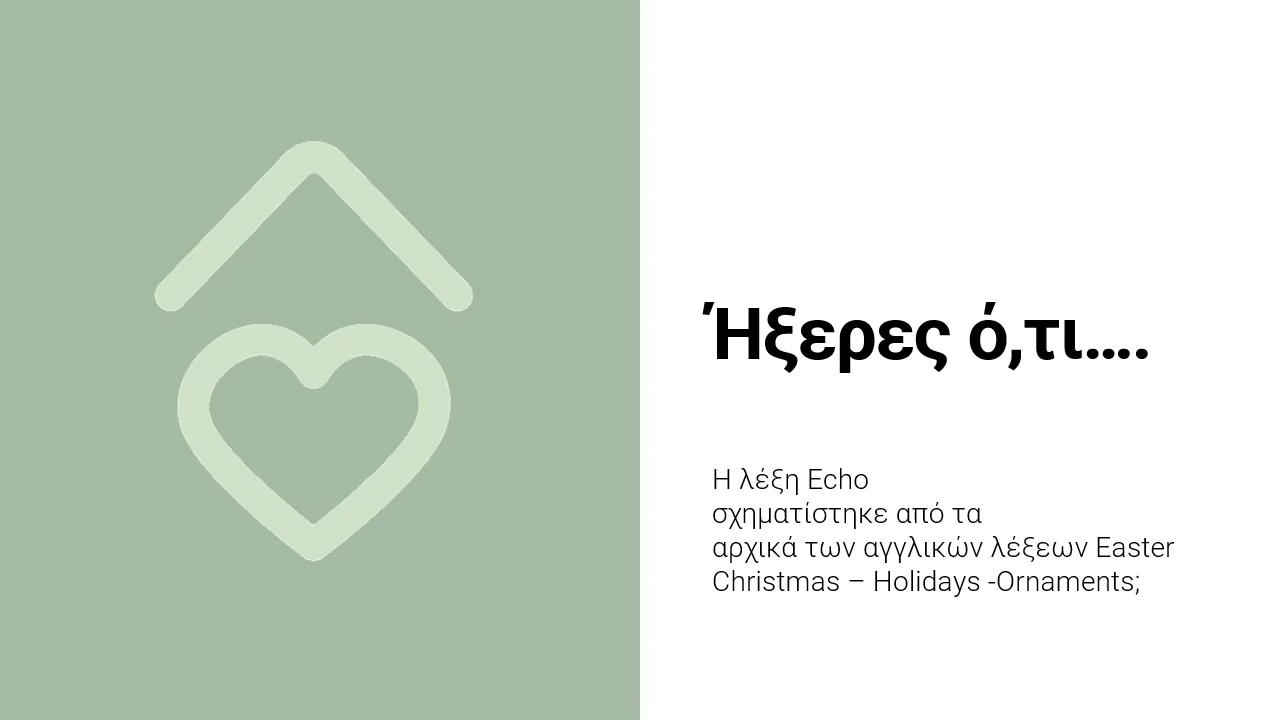 Ήξερες ό,τι....
Η λέξη Echo
σχηματίστηκε από τα
αρχικά των αγγλικών λέξεων Easter
Christmas – Holidays -Ornaments;